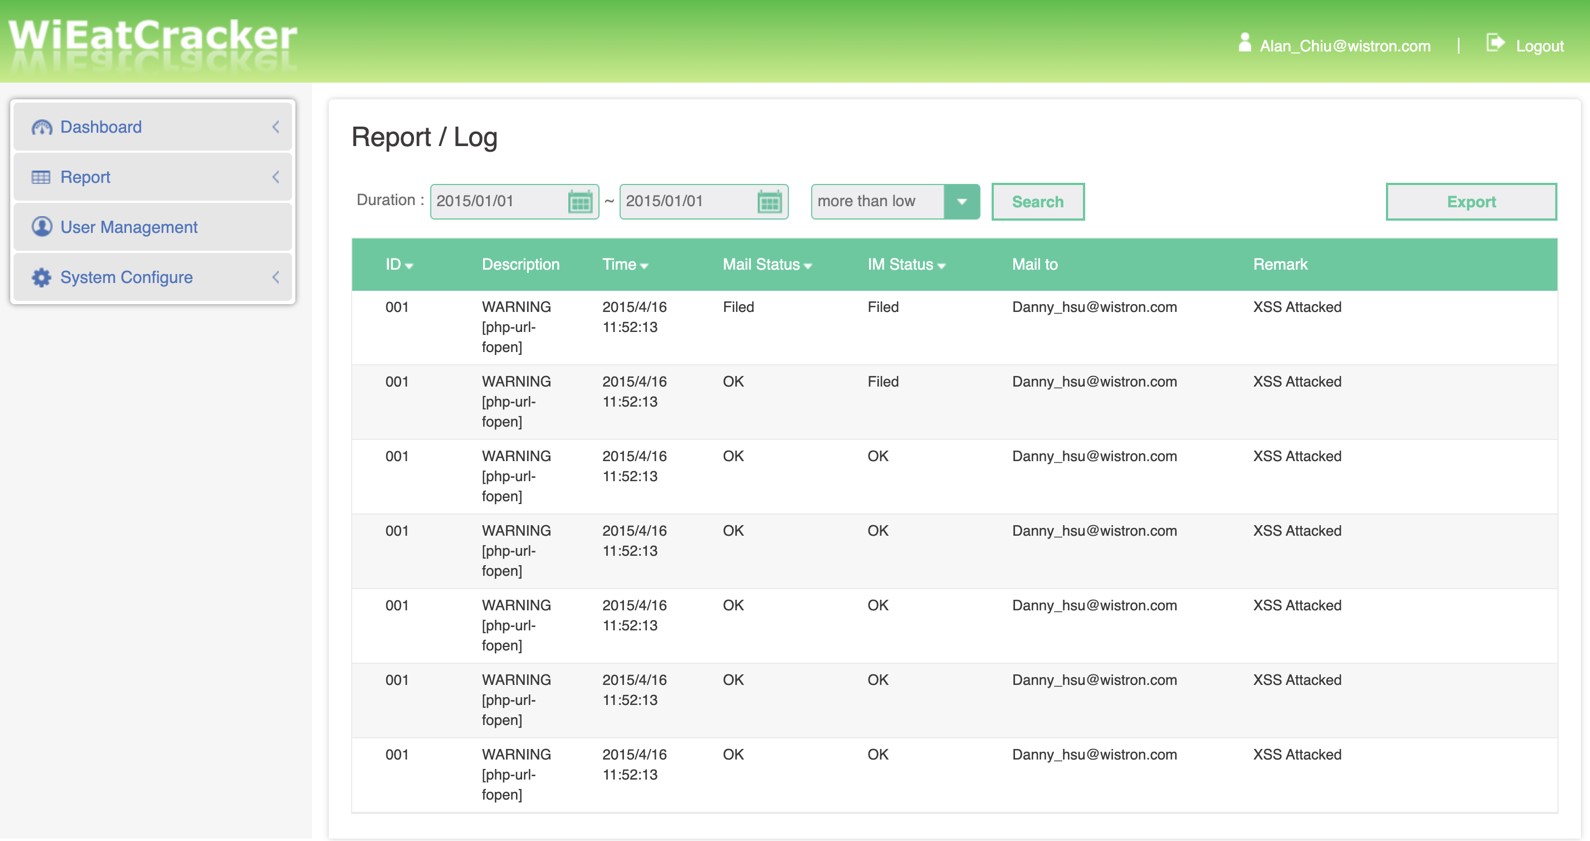 WiEatCracker
Alan_Chiu@wistron.com | Logout
Dashboard
Report
User Management
System Configure
Report / Log
Duration : 2015/01/01 ~ 2015/01/01 more than low Search Export
ID Description Time Mail Status IM Status Mail to Remark
001 WARNING 2015/4/16 Filed Filed Danny_hsu@wistron.com XSS Attacked
[php-url- 11:52:13
fopen]
001 WARNING 2015/4/16 OK Filed Danny_hsu@wistron.com XSS Attacked
[php-url- 11:52:13
fopen]
001 WARNING 2015/4/16 OK OK Danny_hsu@wistron.com XSS Attacked
[php-url- 11:52:13
fopen]
001 WARNING 2015/4/16 OK OK Danny_hsu@wistron.com XSS Attacked
[php-url- 11:52:13
fopen]
001 WARNING 2015/4/16 OK OK Danny_hsu@wistron.com XSS Attacked
[php-url- 11:52:13
fopen]
001 WARNING 2015/4/16 OK OK Danny_hsu@wistron.com XSS Attacked
[php-url- 11:52:13
fopen]
001 WARNING 2015/4/16 OK OK Danny_hsu@wistron.com XSS Attacked
[php-url- 11:52:13
fopen]